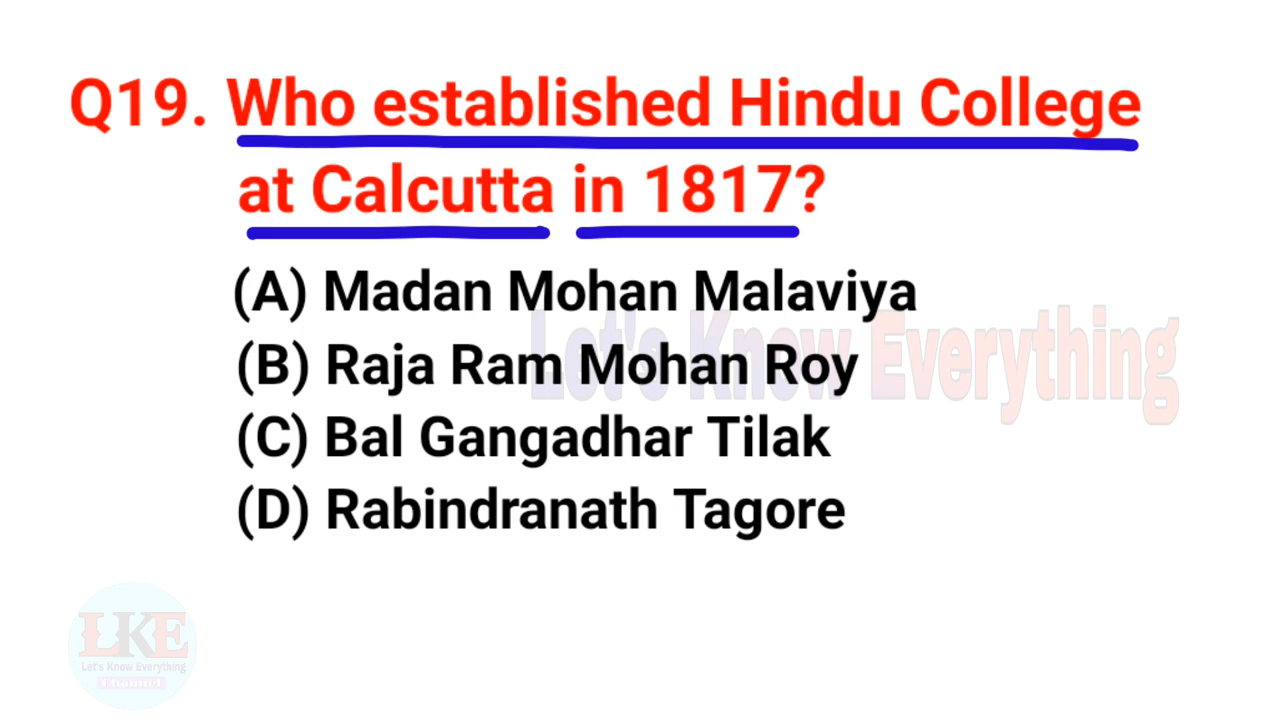 Q19. Who established Hindu College
at Calcutta in 1817?
(A) Madan Mohan Malaviya
(B) Raja Ram Mohan Roy
(C) Bal Gangadhar Tilak
(D) Rabindranath Tagore
Let's Know Everything
LKE
Let's Know Everything
Channel